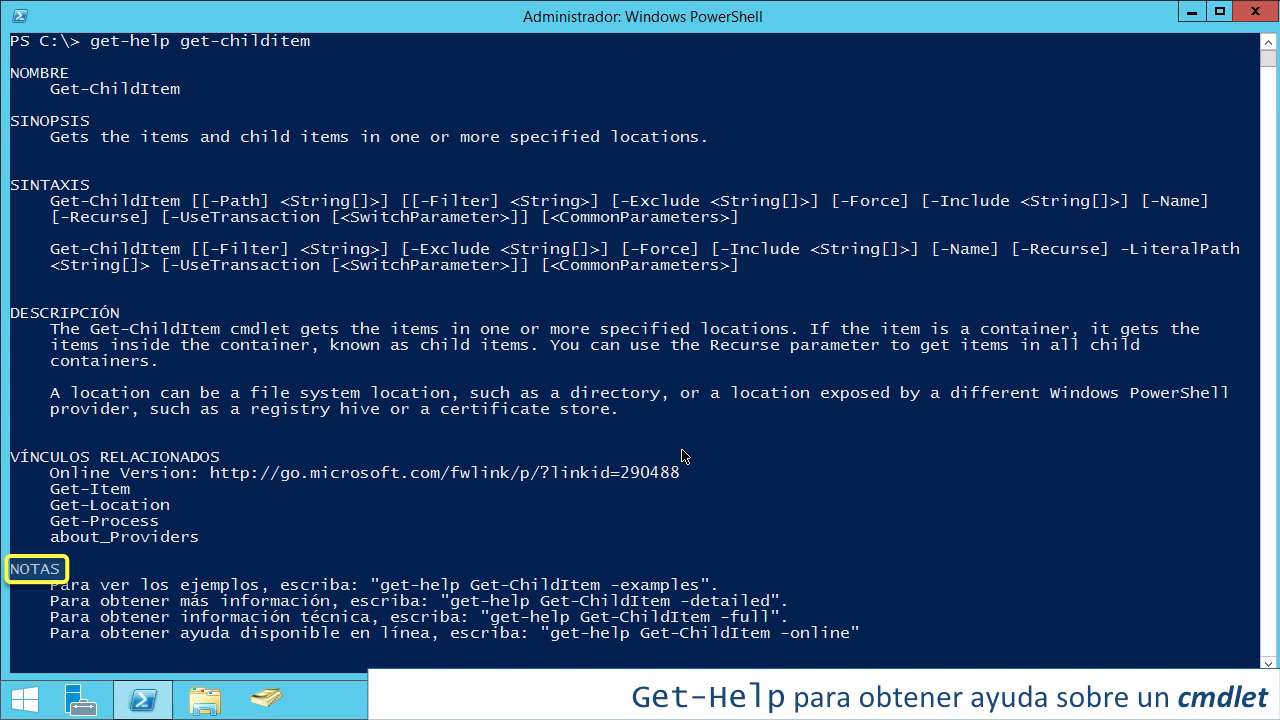 Administrador: Windows PowerShell
PS C:\> get-help get-childitem
NOMBRE
Get-ChildItem
SINOPSIS
Gets the items and child items in one or more specified locations.
SINTAXIS
Get-ChildItem [[-Path] <String[]>] [[-Filter] <String>] [-Exclude <String[]>] [-Force] [-Include <String[]>] [-Name]
[-Recurse] [-UseTransaction [<SwitchParameter>]] [<CommonParameters>]
Get-ChildItem [[-Filter] <String>] [-Exclude <String[]>] [-Force] [-Include <String[]>] [-Name] [-Recurse] -LiteralPath
<String[]> [-UseTransaction [<SwitchParameter>]] [<CommonParameters>]
DESCRIPCIÓN
The Get-ChildItem cmdlet gets the items in one or more specified locations. If the item is a container, it gets the
items inside the container, known as child items. You can use the Recurse parameter to get items in all child
containers.
A location can be a file system location, such as a directory, or a location exposed by a different Windows PowerShell
provider, such as a registry hive or a certificate store.
VÍNCULOS RELACIONADOS
Online Version: http://go.microsoft.com/fwlink/p/?linkid=290488
Get-Item
Get-Location
Get-Process
about_Providers
NOTAS
Para ver los ejemplos, escriba: "get-help Get-ChildItem -examples".
Para obtener más información, escriba: "get-help Get-ChildItem -detailed".
Para obtener información técnica, escriba: "get-help Get-ChildItem -full".
Para obtener ayuda disponible en línea, escriba: "get-help Get-ChildItem -online"
Get-Help para obtener ayuda sobre un cmdlet